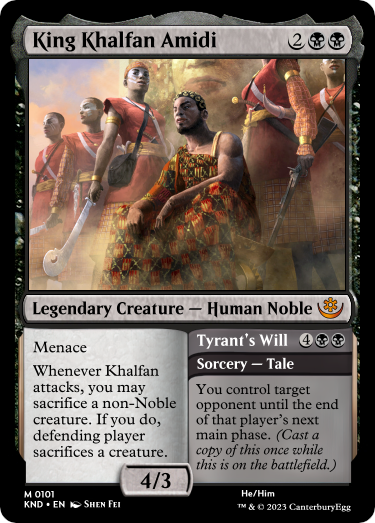 King Khalfan Amidi 2
Legendary Creature — Human Noble
Menace
Whenever Khalfan
attacks, you may
sacrifice a non-Noble
creature. If you do,
defending player
sacrifices a creature.
Tyrant's Will 4
Sorcery — Tale
You control target
opponent until the end
of that player's next
main phase. (Cast a
copy of this once while
this on the battlefield.)
4/3
M 0101
KND • EN Shen Fei
He/Him
™ & © 2023 CanterburyEgg